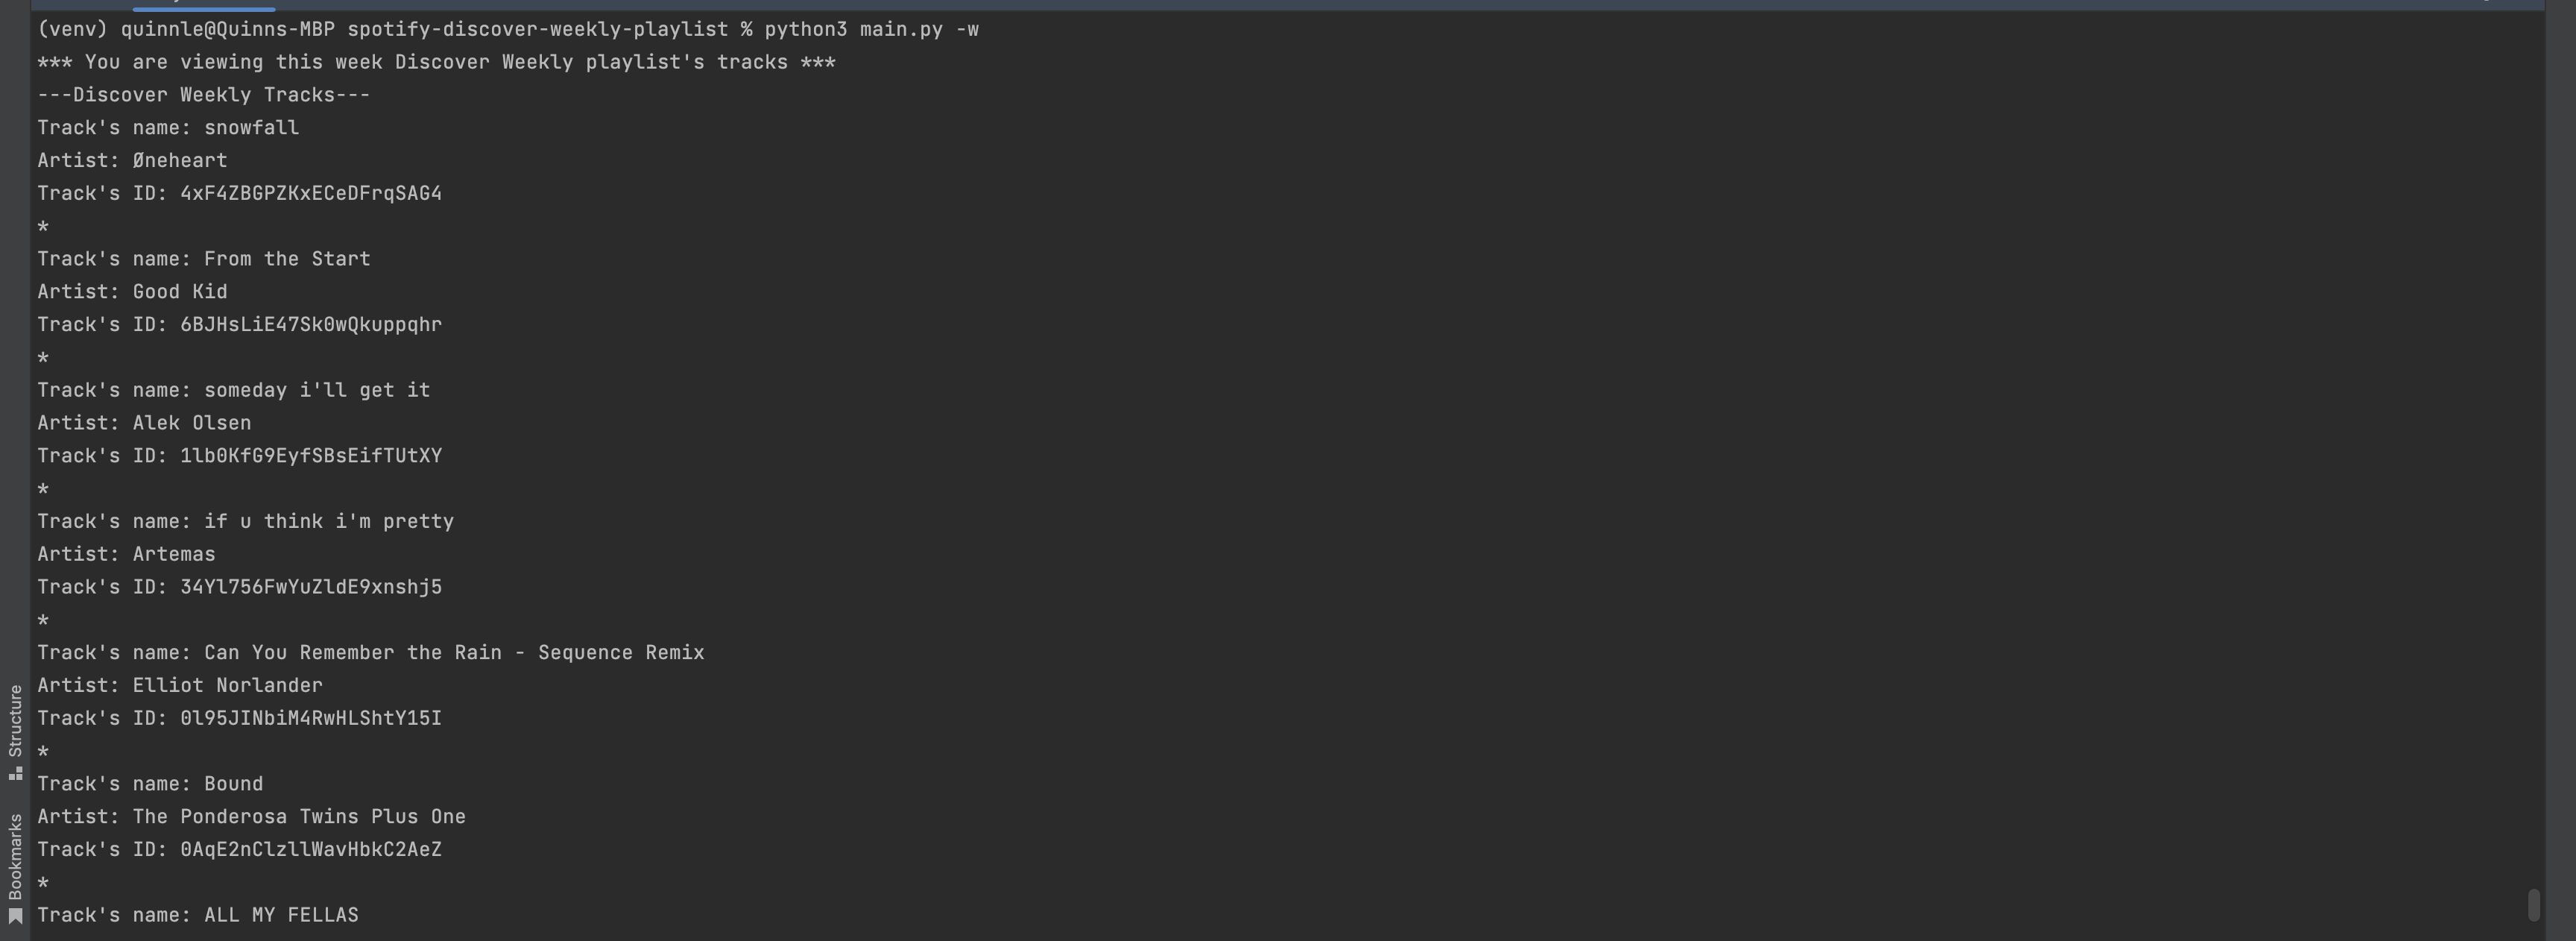 (venv) quinnle@Quinns-MBP spotify-discover-weekly-playlist % python3 main.py -w
*** You are viewing this week Discover Weekly playlist's tracks ***
---Discover Weekly Tracks---
Track's name: snowfall
Artist: Øneheart
Track's ID: 4xF4ZBGPZKxECeDFrqSAG4
*
Track's name: From the Start
Artist: Good Kid
Track's ID: 6BJHsLiE47Sk0wQkuppqhr
*
Track's name: someday i'll get it
Artist: Alek Olsen
Track's ID: 1lb0KfG9EyfSBsEifTUtXY
*
Track's name: if u think i'm pretty
Artist: Artemas
Track's ID: 34Yl756FwYuZldE9xnshj5
*
Track's name: Can You Remember the Rain - Sequence Remix
Artist: Elliot Norlander
Track's ID: 0l95JINbiM4RwHLShtY15I
*
Track's name: Bound
Artist: The Ponderosa Twins Plus One
Track's ID: 0AqE2nClzllWavHbkC2AeZ
*
Track's name: ALL MY FELLAS
Structure
Bookmarks